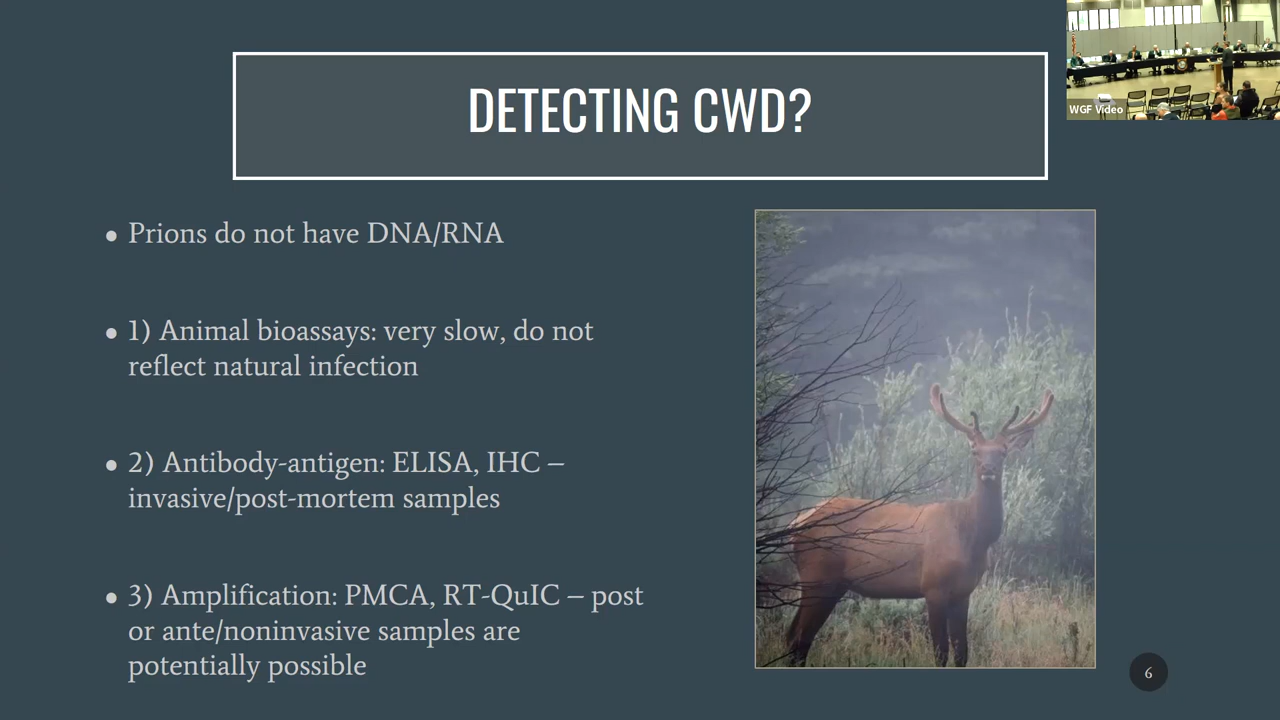 DETECTING CWD?
WGF Video
• Prions do not have DNA/RNA
• 1) Animal bioassays: very slow, do not
reflect natural infection
• 2) Antibody-antigen: ELISA, IHC –
invasive/post-mortem samples
• 3) Amplification: PMCA, RT-QuIC – post
or ante/noninvasive samples are
potentially possible
6